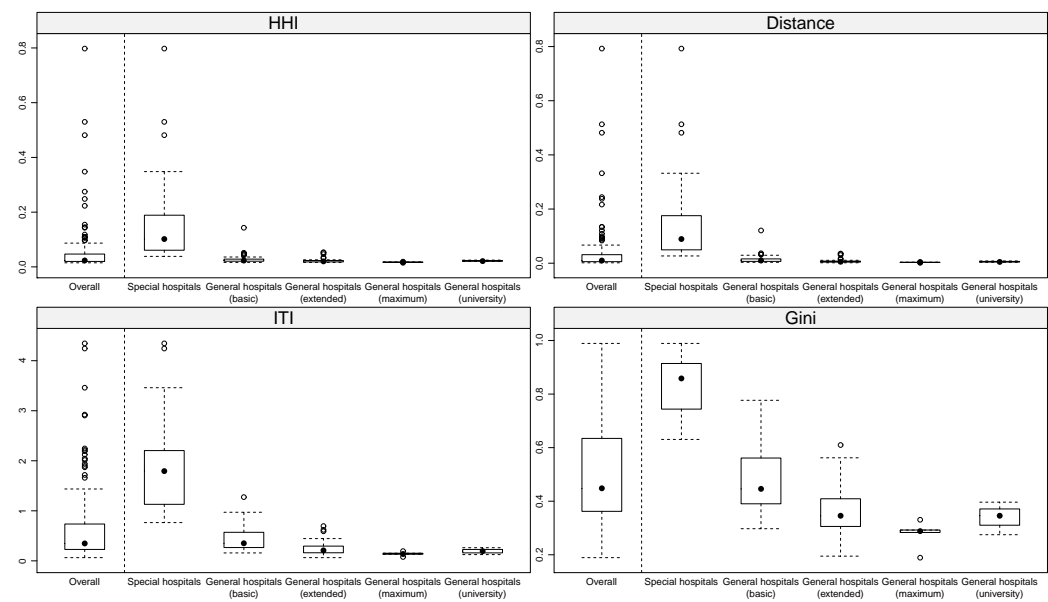 HHI
0.8
0.6
0.4
0.2
0.0
Overall Special hospitals General hospitals General hospitals General hospitals General hospitals
(basic) (extended) (maximum) (university)
Distance
0.8
0.6
0.4
0.2
0.0
Overall Special hospitals General hospitals General hospitals General hospitals General hospitals
(basic) (extended) (maximum) (university)
ITI
4
3
2
1
0
Overall Special hospitals General hospitals General hospitals General hospitals General hospitals
(basic) (extended) (maximum) (university)
Gini
1.0
0.8
0.6
0.4
0.2
Overall Special hospitals General hospitals General hospitals General hospitals General hospitals
(basic) (extended) (maximum) (university)